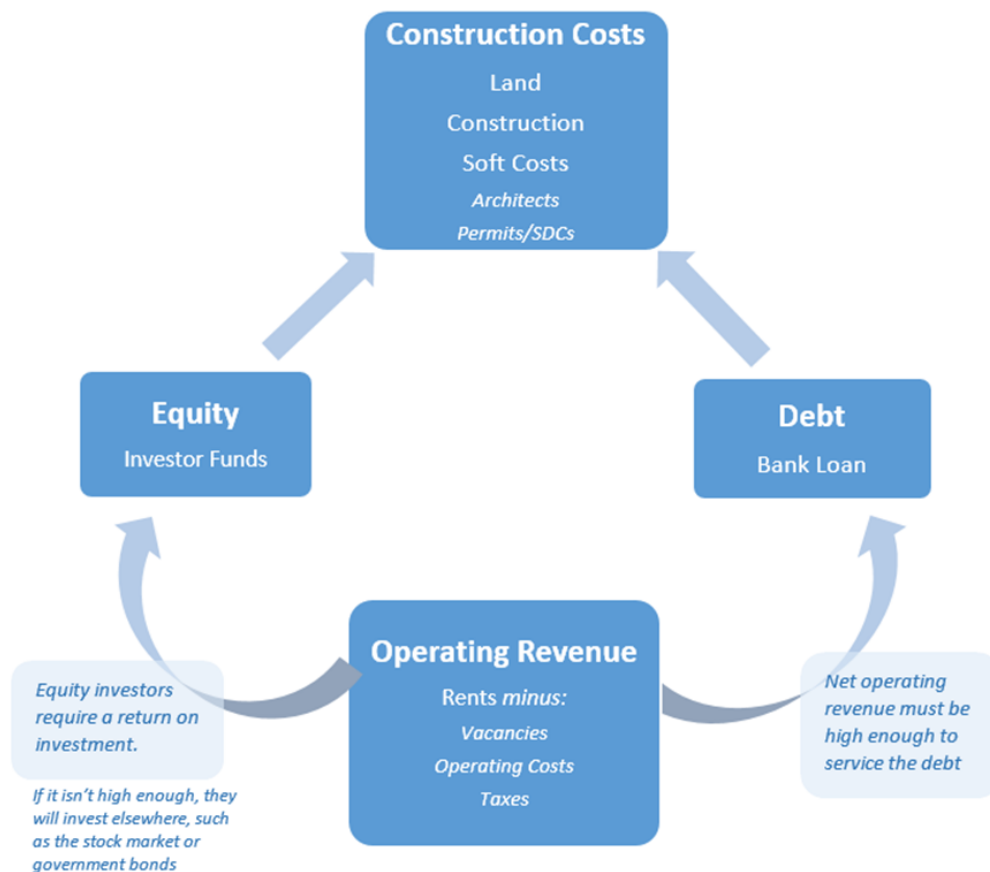 Construction Costs
Land
Construction
Soft Costs
Architects
Permits/SDCs
Equity
Investor Funds
Debt
Bank Loan
Operating Revenue
Rents minus:
Vacancies
Operating Costs
Taxes
Equity investors
require a return on
investment.
If it isn't high enough, they
will invest elsewhere, such
as the stock market or
government bonds
Net operating
revenue must be
high enough to
service the debt